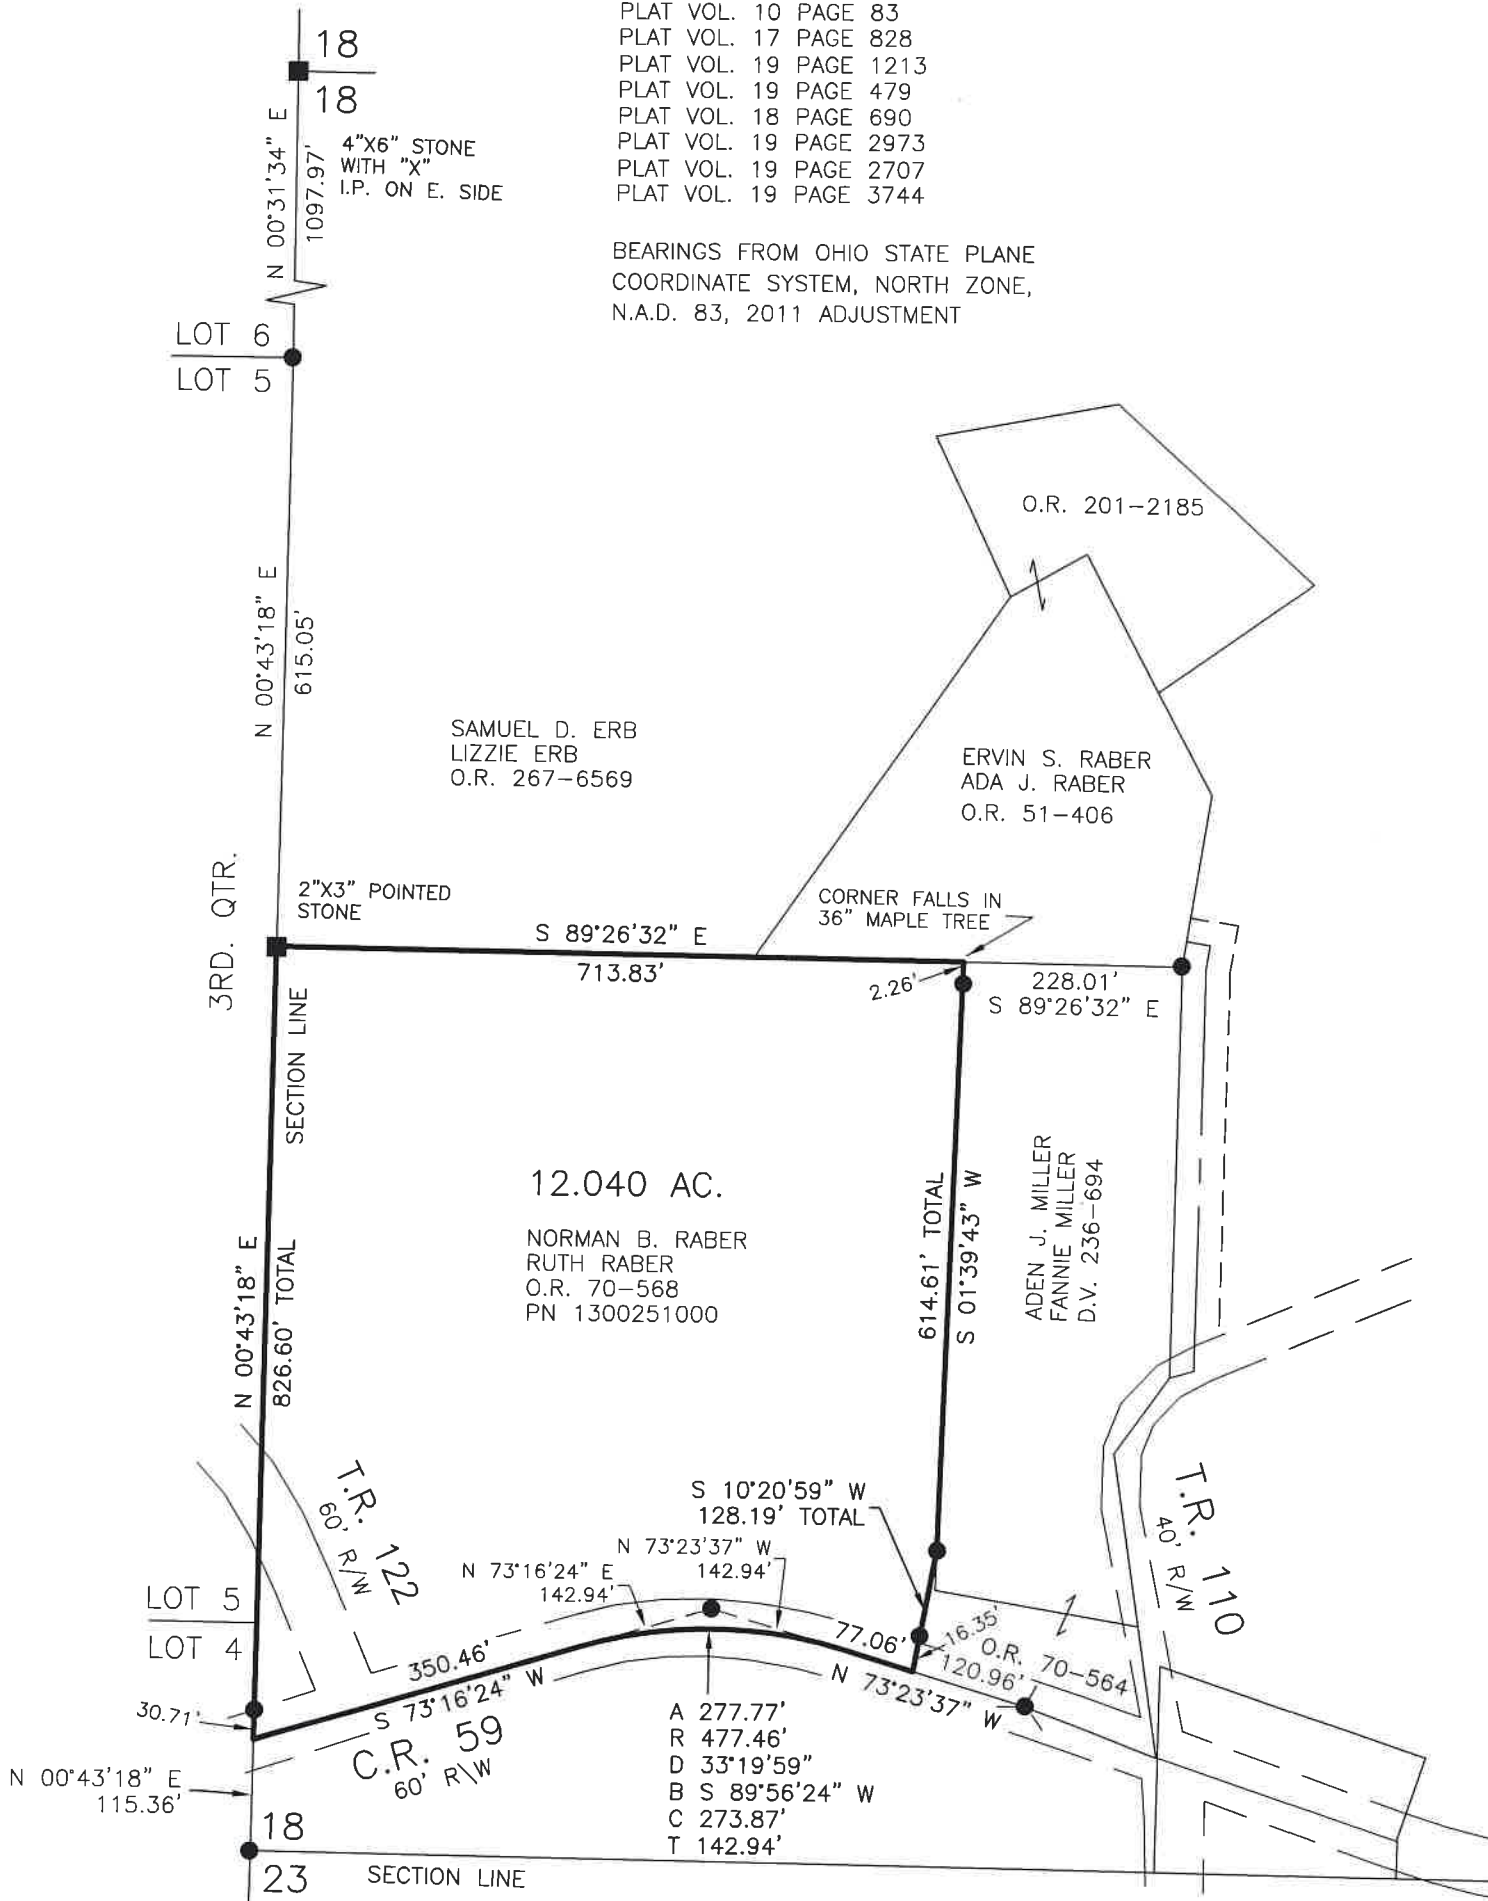 PLAT VOL. 10 PAGE 83
PLAT VOL. 17 PAGE 828
PLAT VOL. 19 PAGE 1213
PLAT VOL. 19 PAGE 479
PLAT VOL. 18 PAGE 690
PLAT VOL. 19 PAGE 2973
PLAT VOL. 19 PAGE 2707
PLAT VOL. 19 PAGE 3744
BEARINGS FROM OHIO STATE PLANE
COORDINATE SYSTEM, NORTH ZONE,
N.A.D. 83, 2011 ADJUSTMENT
18
18
4"X6" STONE
WITH "X"
I.P. ON E. SIDE
N 00°31'34" E
1097.97'
LOT 6
LOT 5
O.R. 201-2185
N 00°43'18" E
615.05'
SAMUEL D. ERB
LIZZIE ERB
O.R. 267-6569
ERVIN S. RABER
ADA J. RABER
O.R. 51-406
3RD. QTR.
2"X3" POINTED
STONE
CORNER FALLS IN
36" MAPLE TREE
S 89°26'32" E
713.83'
2.26'
228.01'
S 89°26'32" E
SECTION LINE
12.040 AC.
NORMAN B. RABER
RUTH RABER
O.R. 70-568
PN 1300251000
614.61' TOTAL
S 01°39'43" W
ADEN J. MILLER
FANNIE MILLER
D.V. 236-694
N 00°43'18" E
826.60' TOTAL
T.R. 122
60' R/W
S 10°20'59" W
128.19' TOTAL
N 73°23'37" W
142.94'
N 73°16'24" E
142.94'
T.R. 110
40' R/W
LOT 5
LOT 4
350.46'
S 73°16'24" W
77.06'
16.35'
O.R. 70-564
120.96'
N 73°23'37" W
30.71'
C.R. 59
60' R\W
A 277.77'
R 477.46'
D 33°19'59"
B S 89°56'24" W
C 273.87'
T 142.94'
N 00°43'18" E
115.36'
18
23
SECTION LINE